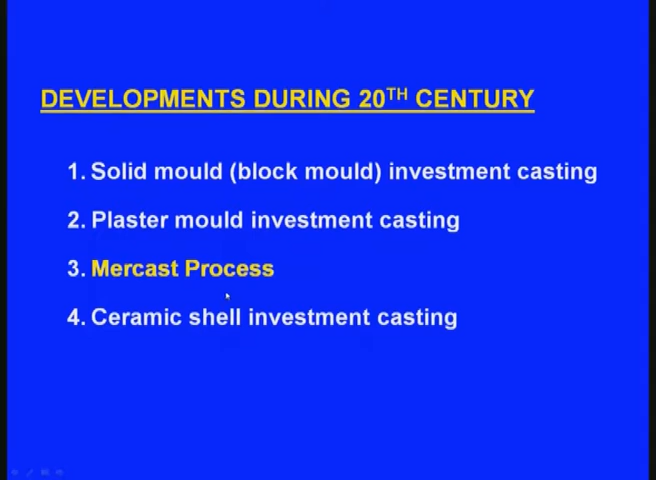 DEVELOPMENTS DURING 20TH CENTURY
1. Solid mould (block mould) investment casting
2. Plaster mould investment casting
3. Mercast Process
4. Ceramic shell investment casting